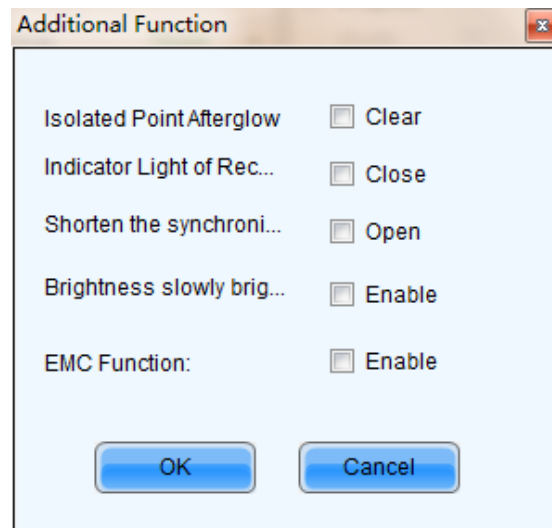 Additional Function
Isolated Point Afterglow Clear
Indicator Light of Rec... Close
Shorten the synchroni... Open
Brightness slowly brig... Enable
EMC Function: Enable
OK Cancel